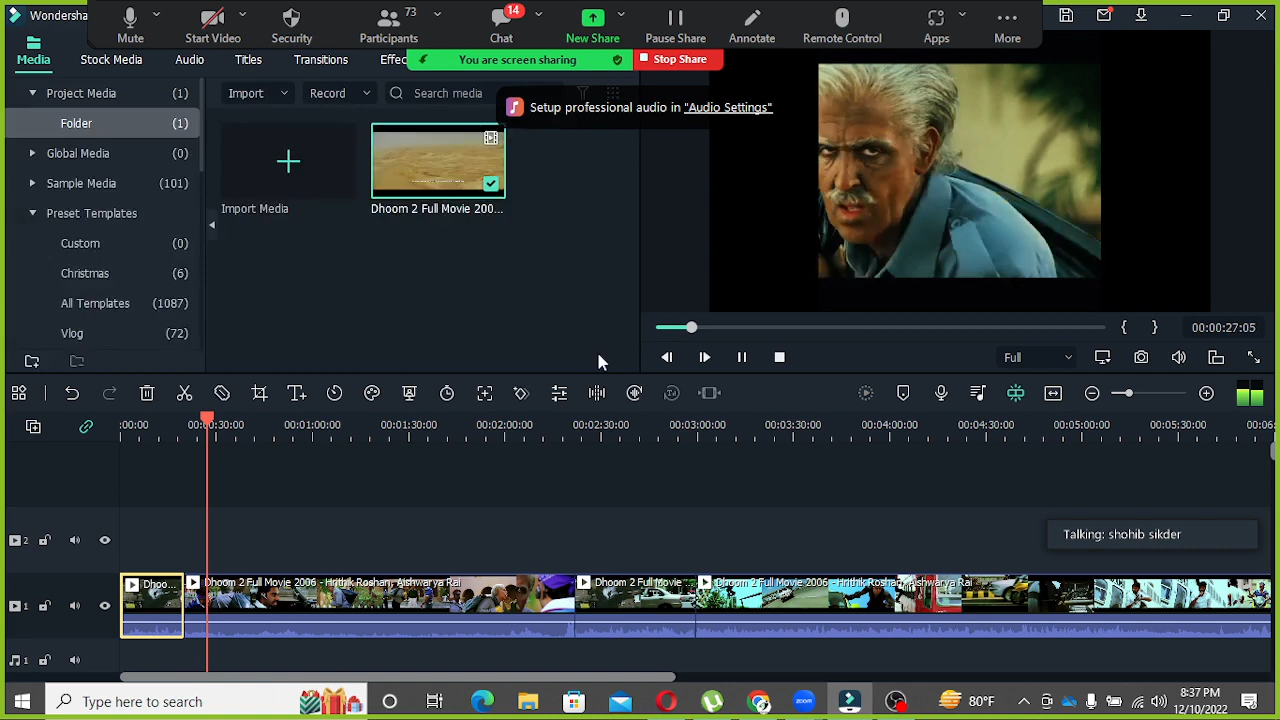 Wondersha
Mute
Start Video
Security
Participants
73
Chat
14
New Share
Pause Share
Annotate
Remote Control
Apps
More
You are screen sharing
Stop Share
Media
Stock Media
Audio
Titles
Transitions
Effec
Setup professional audio in "Audio Settings"
Project Media (1)
Folder (1)
Global Media (0)
Sample Media (101)
Preset Templates
Custom (0)
Christmas (6)
All Templates (1087)
Vlog (72)
Import
Record
Search media
Import Media
Dhoom 2 Full Movie 200...
{ } 00:00:27:05
Full
:00:00 00:00:30:00 00:01:00:00 00:01:30:00 00:02:00:00 00:02:30:00 00:03:00:00 00:03:30:00 00:04:00:00 00:04:30:00 00:05:00:00 00:05:30:00 00:06:
2
Talking: shohib sikder
1
Dhoo...
Dhoom 2 Full Movie 2006 - Hrithik Roshan, Aishwarya Rai
Dhoom 2 Full Movie ...
Dhoom 2 Full Movie 2006 - Hrithik Roshan, Aishwarya Rai
1
Type here to search
zoom
80°F
8:37 PM
12/10/2022